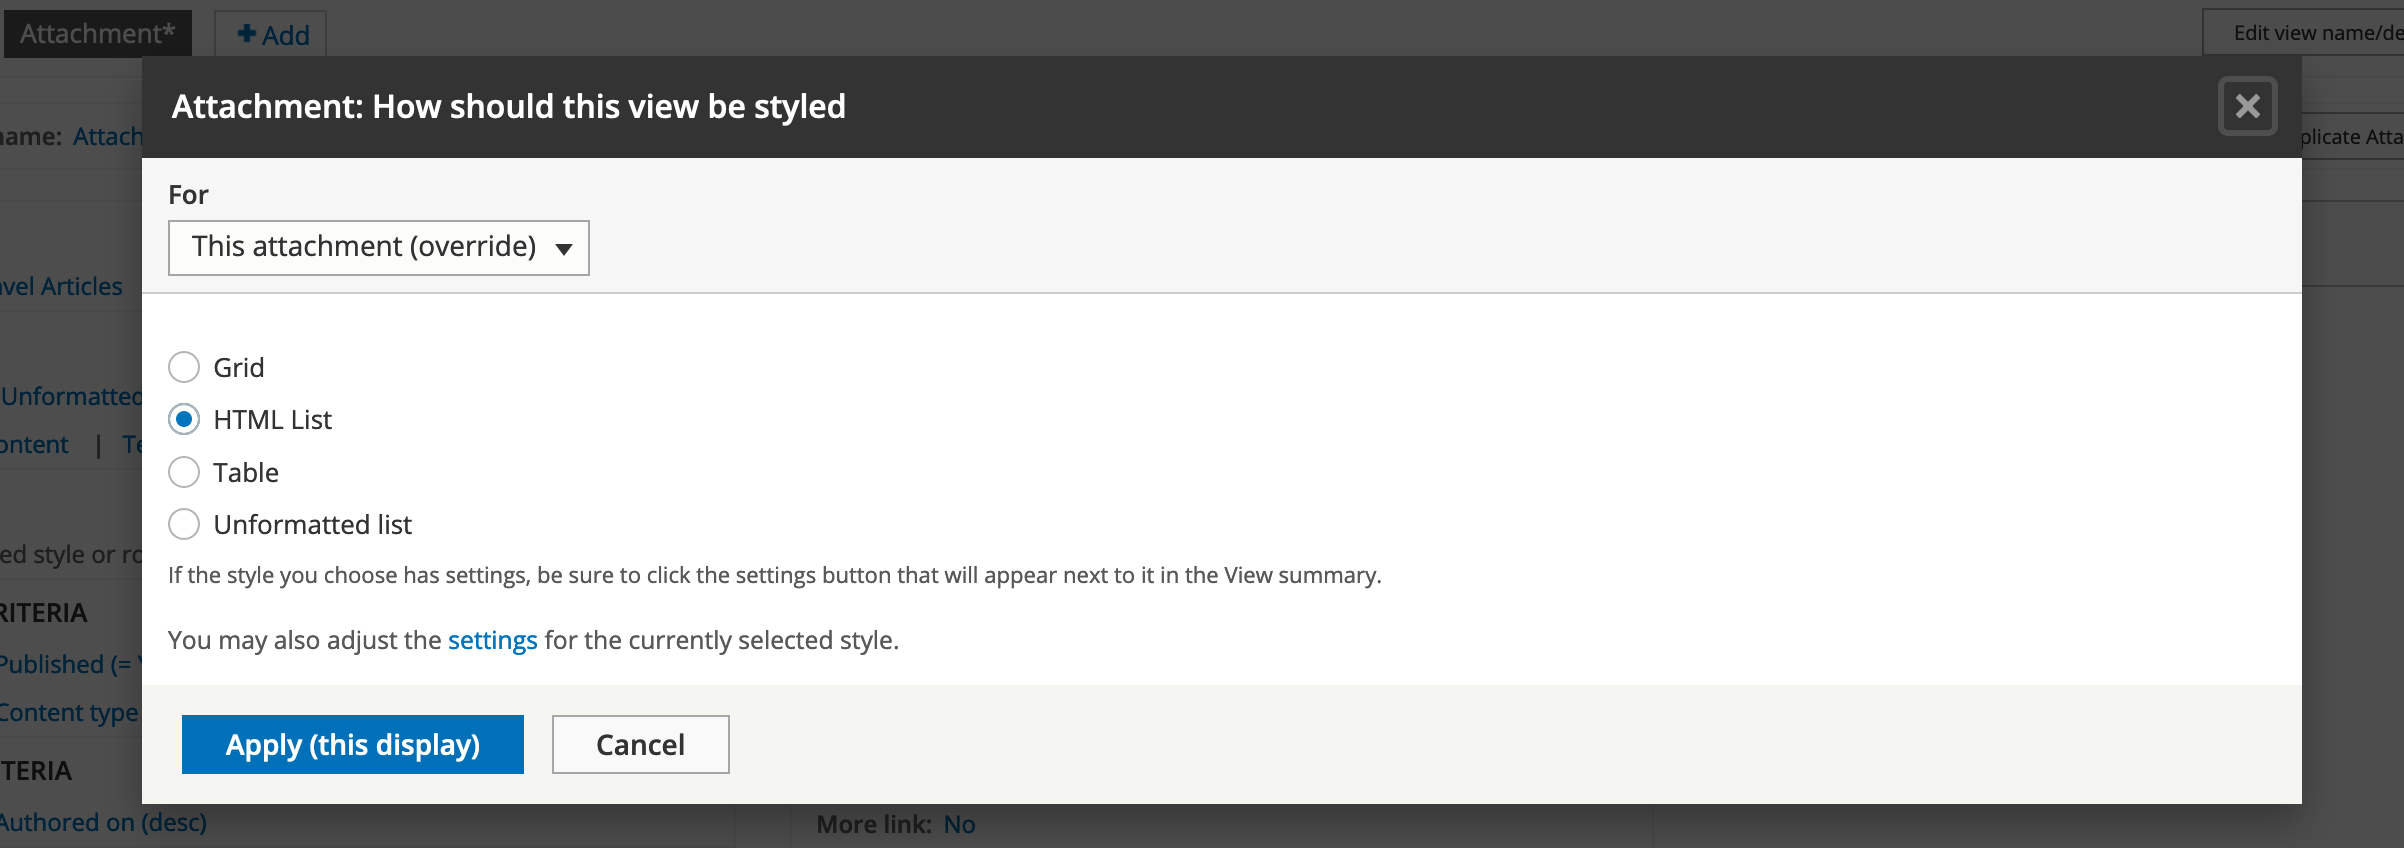 Attachment*
Add
Edit view name/de
Attachment: How should this view be styled
name: Attach
plicate Atta
For
This attachment (override)
vel Articles
Grid
Unformatted
HTML List
ontent | Te
Table
Unformatted list
ed style or ro
If the style you choose has settings, be sure to click the settings button that will appear next to it in the View summary.
RITERIA
You may also adjust the settings for the currently selected style.
Published (=
Content type
Apply (this display)
Cancel
TERIA
Authored on (desc)
More link: No